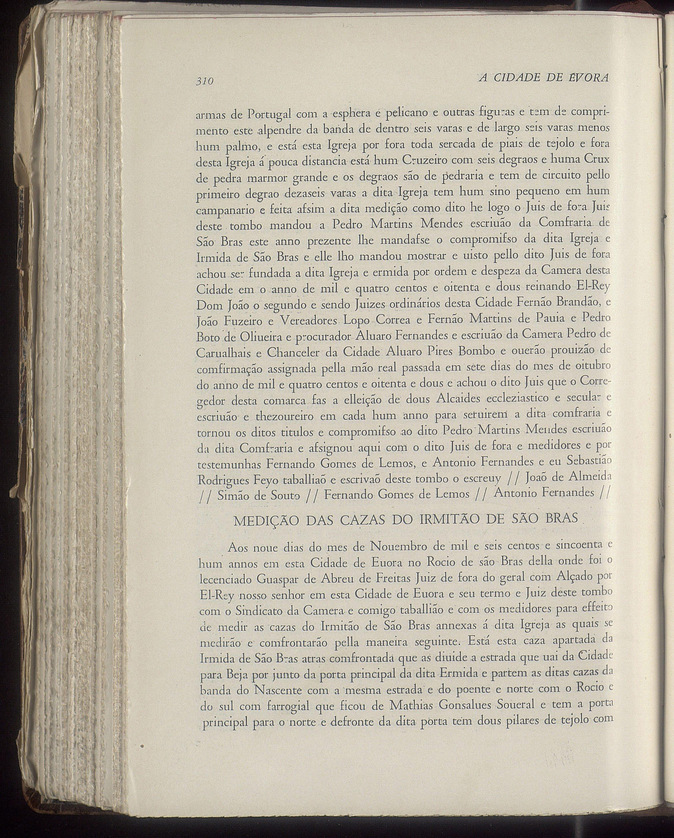 310
A CIDADE DE ÉVORA
armas de Portugal com a esphera e pelicano e outras figuras e tem de compri-
mento este alpendre da banda de dentro seis varas e de largo seis varas menos
hum palmo, e está esta Igreja por fora toda sercada de piais de tejolo e fora
desta Igreja á pouca distancia está hum Cruzeiro com seis degraos e huma Crux
de pedra marmor grande e os degraos são de pedraria e tem de circuito pello
primeiro degrao dezaseis varas a dita Igreja tem hum sino pequeno em hum
campanario e feita afsim a dita medição como dito he logo o Juis de fora Juis
deste tombo mandou a Pedro Martins Mendes escriuão da Comfraria de
São Bras este anno prezente lhe mandafse o compromifso da dita Igreja e
Irmida de São Bras e elle lho mandou mostrar e uisto pello dito Juis de fora
achou ser fundada a dita Igreja e ermida por ordem e despeza da Camera desta
Cidade em o anno de mil e quatro centos e oitenta e dous reinando El-Rey
Dom João o segundo e sendo Juizes ordinários desta Cidade Fernão Brandão, e
João Fuzeiro e Vereadores Lopo Correa e Fernão Martins de Pauia e Pedro
Boto de Oliueira e procurador Aluaro Fernandes e escriuão da Camera Pedro de
Carualhais e Chanceler da Cidade Aluaro Pires Bombo e ouerão prouizão de
comfirmação assignada pella mão real passada em sete dias do mes de oitubro
do anno de mil e quatro centos e oitenta e dous e achou o dito Juis que o Corre-
gedor desta comarca fas a elleição de dous Alcaides eccleziastico e secular e
escriuão e thezoureiro em cada hum anno para seruirem a dita comfraria e
tornou os ditos titulos e compromifso ao dito Pedro Martins Mendes escriuão
da dita Comfraria e afsignou aqui com o dito Juis de fora e medidores e por
testemunhas Fernando Gomes de Lemos, e Antonio Fernandes e eu Sebastião
Rodrigues Feyo taballiaõ e escrivaõ deste tombo o escreuy // Joaõ de Almeida
// Simão de Souto // Fernando Gomes de Lemos // Antonio Fernandes //
MEDIÇÃO DAS CAZAS DO IRMITÃO DE SÃO BRAS
Aos noue dias do mes de Nouembro de mil e seis centos e sincoenta e
hum annos em esta Cidade de Euora no Rocio de são Bras della onde foi o
lecenciado Guaspar de Abreu de Freitas Juiz de fora do geral com Alçado por
El-Rey nosso senhor em esta Cidade de Euora e seu termo e Juiz deste tombo
com o Sindicato da Camera e comigo taballião e com os medidores para effeito
de medir as cazas do Irmitão de São Bras annexas á dita Igreja as quais se
medirão e comfrontarão pella maneira seguinte. Está esta caza apartada da
Irmida de São Bras atras comfrontada que as diuide a estrada que uai da Cidade
para Beja por junto da porta principal da dita Ermida e partem as ditas cazas da
banda do Nascente com a mesma estrada e do poente e norte com o Rocio e
do sul com farrogial que ficou de Mathias Gonsalues Soueral e tem a porta
principal para o norte e defronte da dita porta tem dous pilares de tejolo com